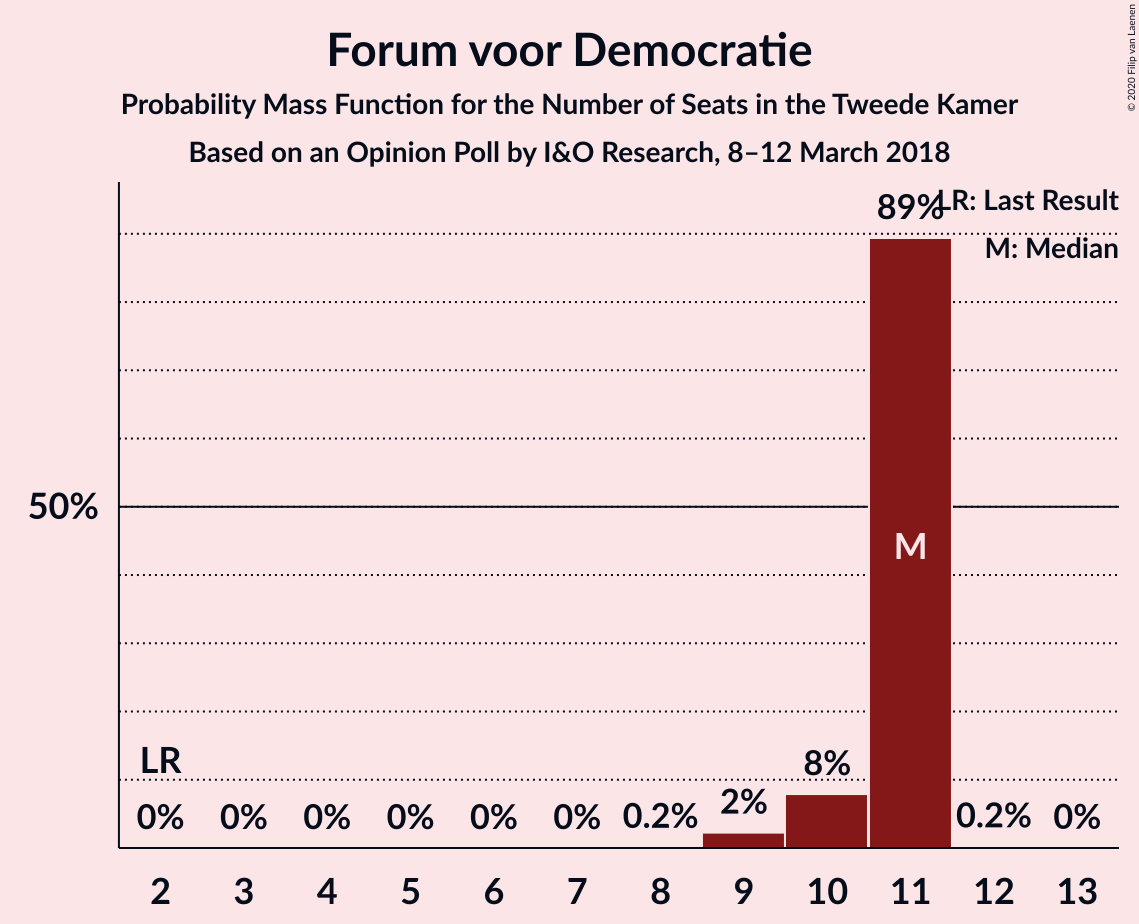 Forum voor Democratie
Probability Mass Function for the Number of Seats in the Tweede Kamer
Based on an Opinion Poll by I&O Research, 8–12 March 2018
© 2020 Filip van Laenen
LR: Last Result
M: Median
89%
50%
M
LR
0% 0% 0% 0% 0% 0% 0.2% 2% 8% 0.2% 0%
2 3 4 5 6 7 8 9 10 11 12 13